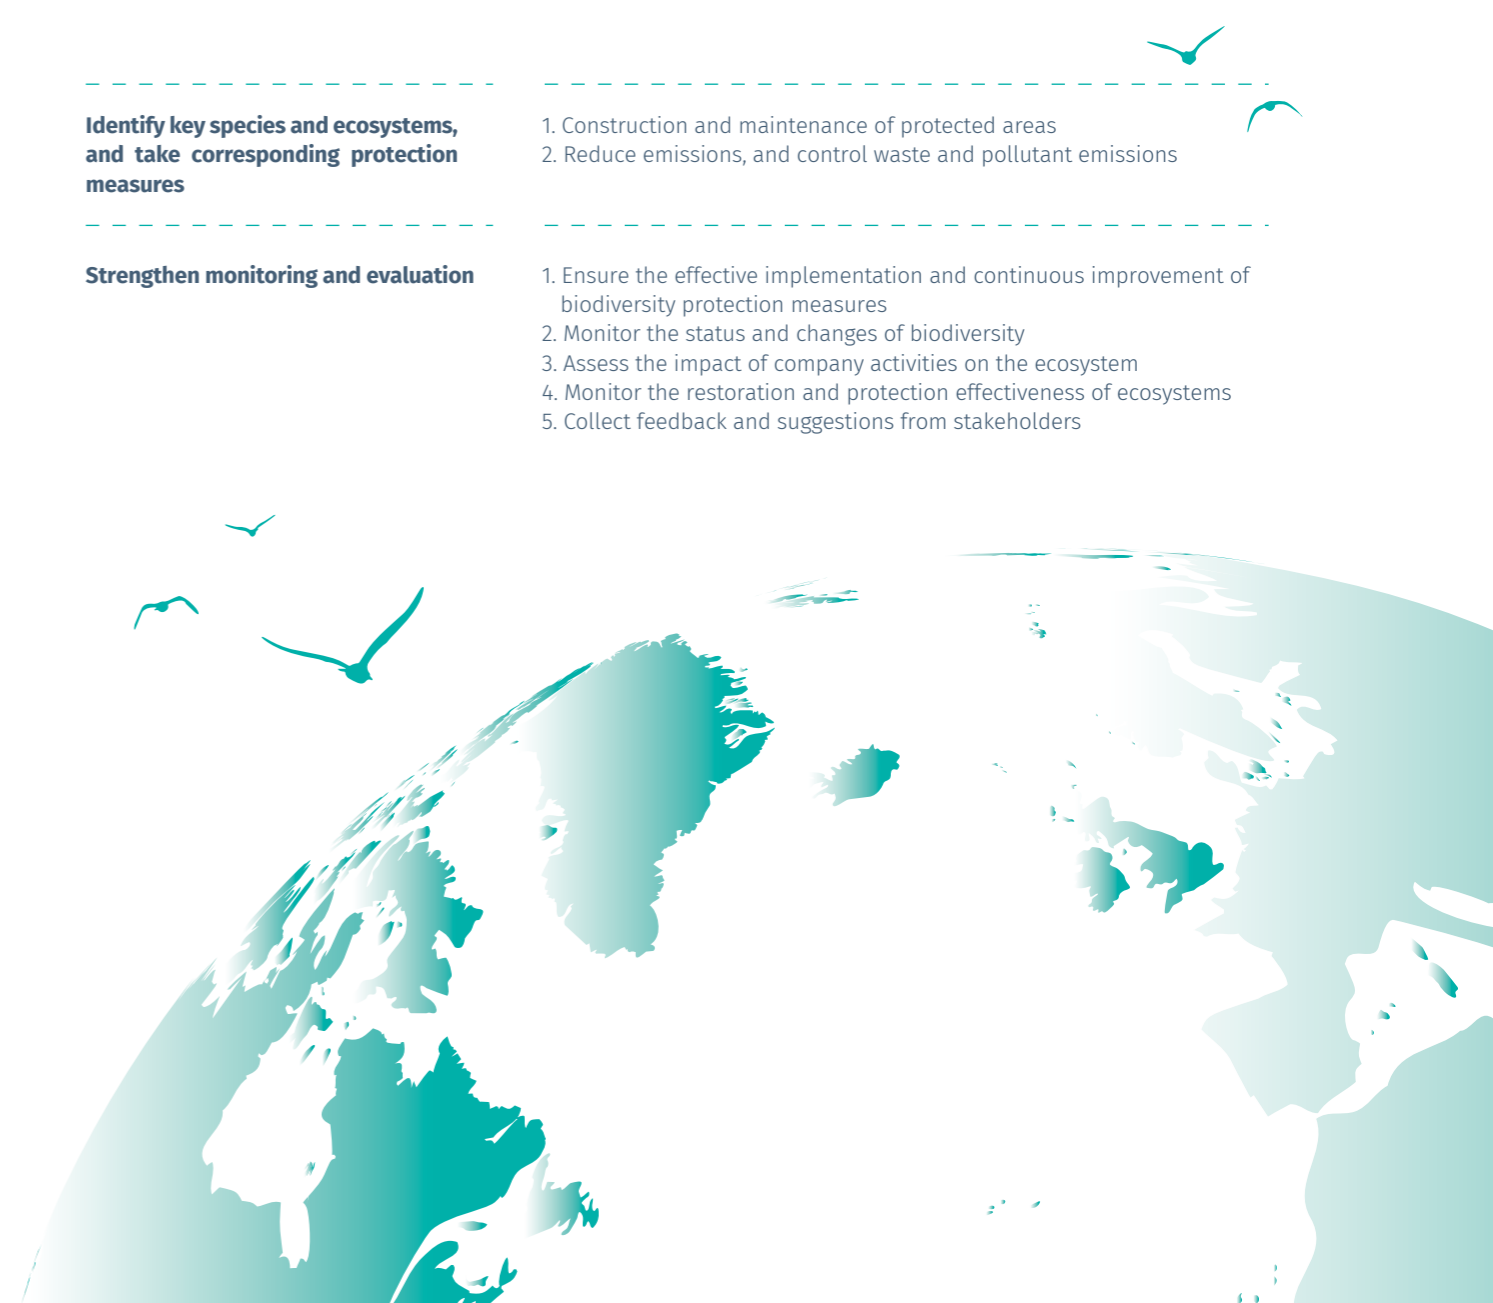 Identify key species and ecosystems,
and take corresponding protection
measures
1. Construction and maintenance of protected areas
2. Reduce emissions, and control waste and pollutant emissions
Strengthen monitoring and evaluation
1. Ensure the effective implementation and continuous improvement of
biodiversity protection measures
2. Monitor the status and changes of biodiversity
3. Assess the impact of company activities on the ecosystem
4. Monitor the restoration and protection effectiveness of ecosystems
5. Collect feedback and suggestions from stakeholders